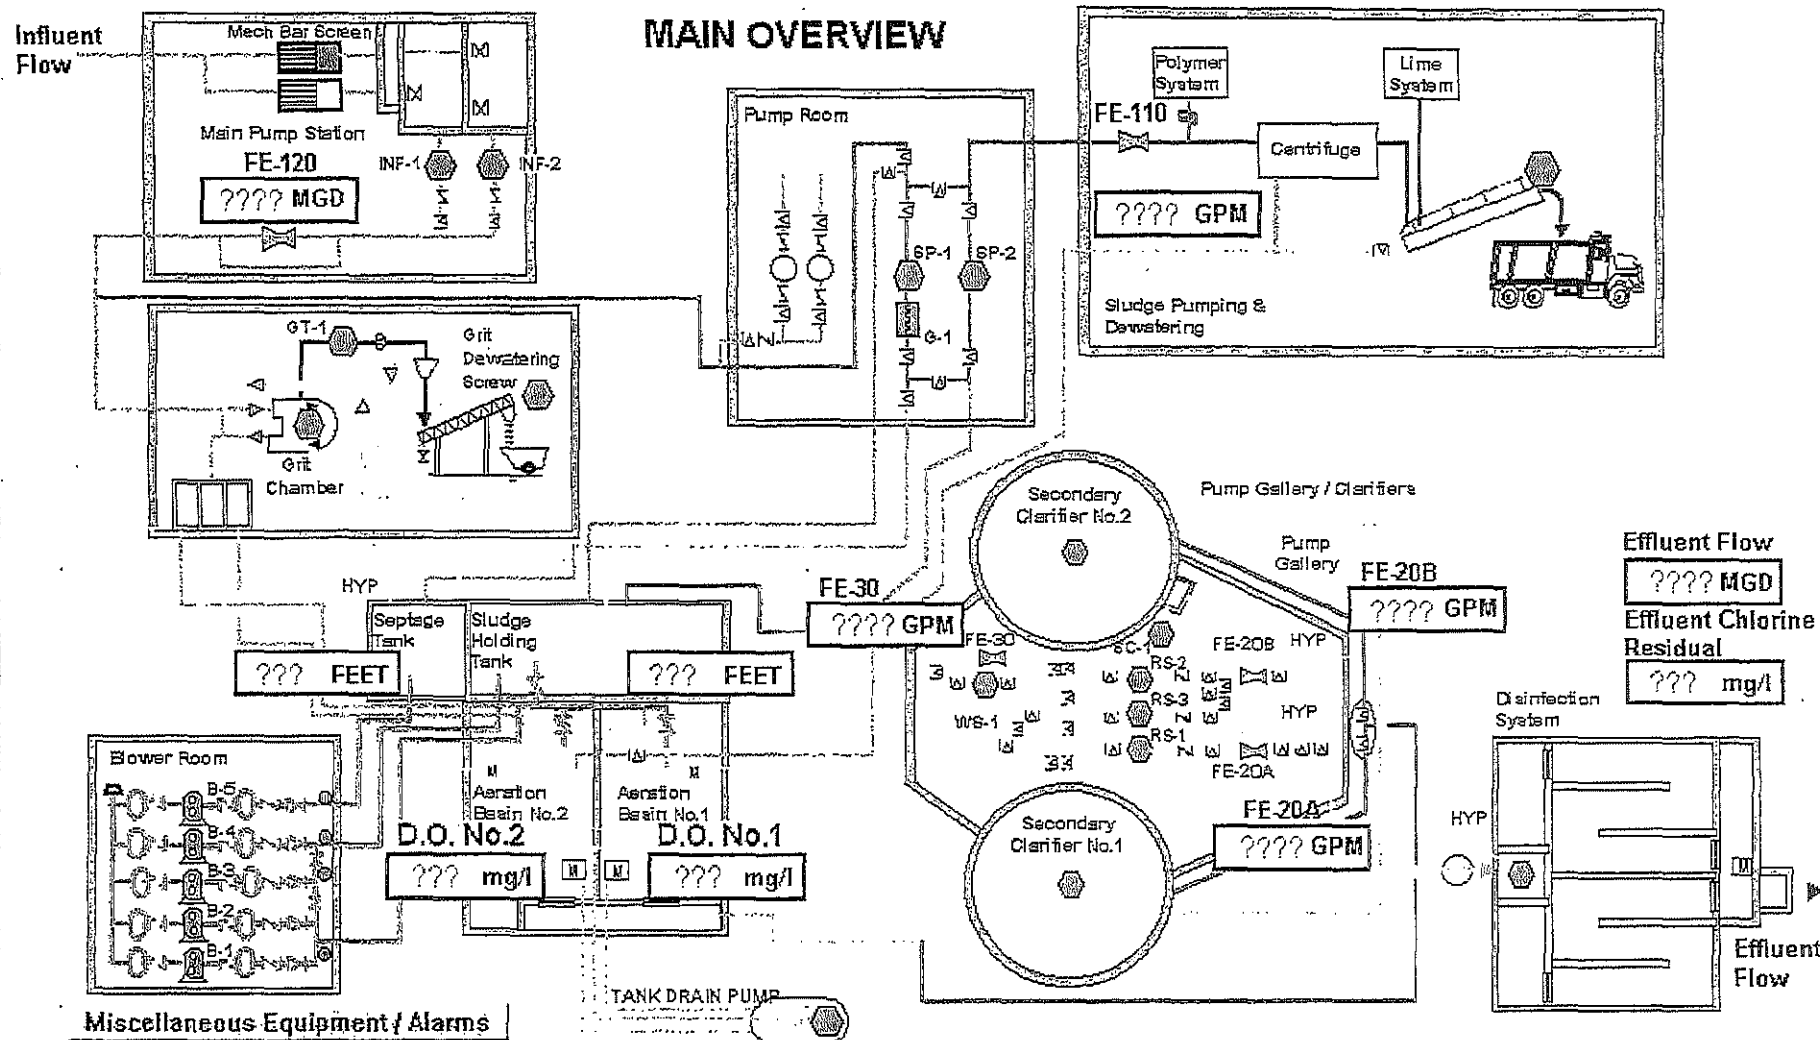 MAIN OVERVIEW
Influent
Flow
Mech Bar Screen
Main Pump Station
FE-120
???? MGD
INF-1
INF-2
Pump Room
SP-1
SP-2
G-1
Polymer
System
Lime
System
FE-110
Centrifuge
???? GPM
Sludge Pumping &
Dewatering
GT-1
Grit
Dewatering
Screw
Grit
Chamber
HYP
Septage
Tank
Sludge
Holding
Tank
??? FEET
??? FEET
FE-30
???? GPM
Secondary
Clarifier No.2
Pump Gallery / Clarifiers
Pump
Gallery
FE-20B
???? GPM
Effluent Flow
???? MGD
Effluent Chlorine
Residual
??? mg/l
FE-30
SC-1
FE-20B
HYP
RS-2
RS-3
WS-1
HYP
RS-1
FE-20A
Blower Room
B-5
B-4
B-3
B-2
B-1
M
M
Aeration
Basin No.2
Aeration
Basin No.1
D.O. No.2
??? mg/l
D.O. No.1
??? mg/l
M
M
Secondary
Clarifier No.1
FE-20A
???? GPM
Disinfection
System
HYP
M
Effluent
Flow
TANK DRAIN PUMP
Miscellaneous Equipment / Alarms